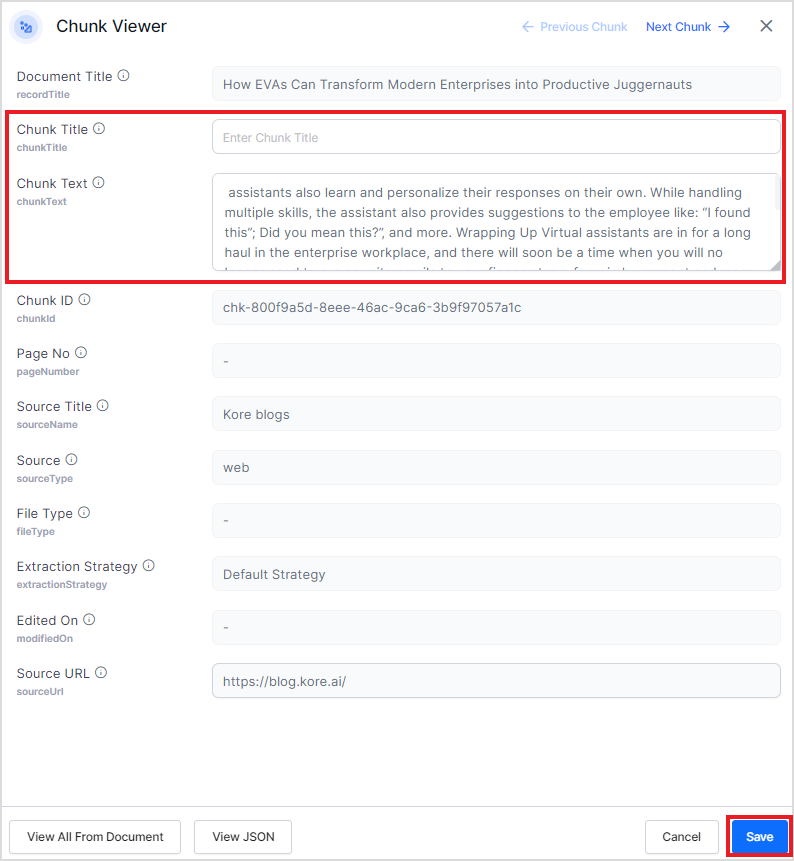 Chunk Viewer
Previous Chunk
Next Chunk
Document Title
recordTitle
How EVAs Can Transform Modern Enterprises into Productive Juggernauts
Chunk Title
chunkTitle
Enter Chunk Title
Chunk Text
chunkText
assistants also learn and personalize their responses on their own. While handling
multiple skills, the assistant also provides suggestions to the employee like: “I found
this”; Did you mean this?”, and more. Wrapping Up Virtual assistants are in for a long
haul in the enterprise workplace, and there will soon be a time when you will no
Chunk ID
chunkId
chk-800f9a5d-8eee-46ac-9ca6-3b9f97057a1c
Page No
pageNumber
-
Source Title
sourceName
Kore blogs
Source
sourceType
web
File Type
fileType
-
Extraction Strategy
extractionStrategy
Default Strategy
Edited On
modifiedOn
-
Source URL
sourceUrl
https://blog.kore.ai/
View All From Document
View JSON
Cancel
Save